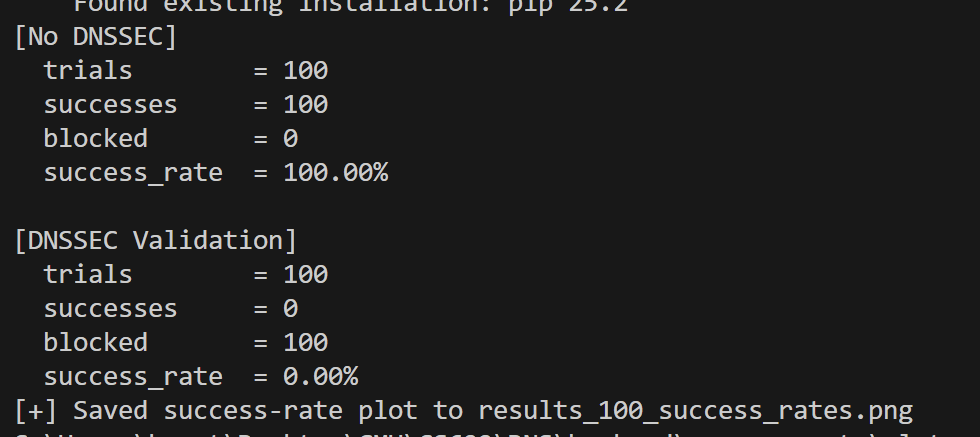 Found existing installation: pip 25.2
[No DNSSEC]
  trials        = 100
  successes     = 100
  blocked       = 0
  success_rate  = 100.00%

[DNSSEC Validation]
  trials        = 100
  successes     = 0
  blocked       = 100
  success_rate  = 0.00%
[+] Saved success-rate plot to results_100_success_rates.png